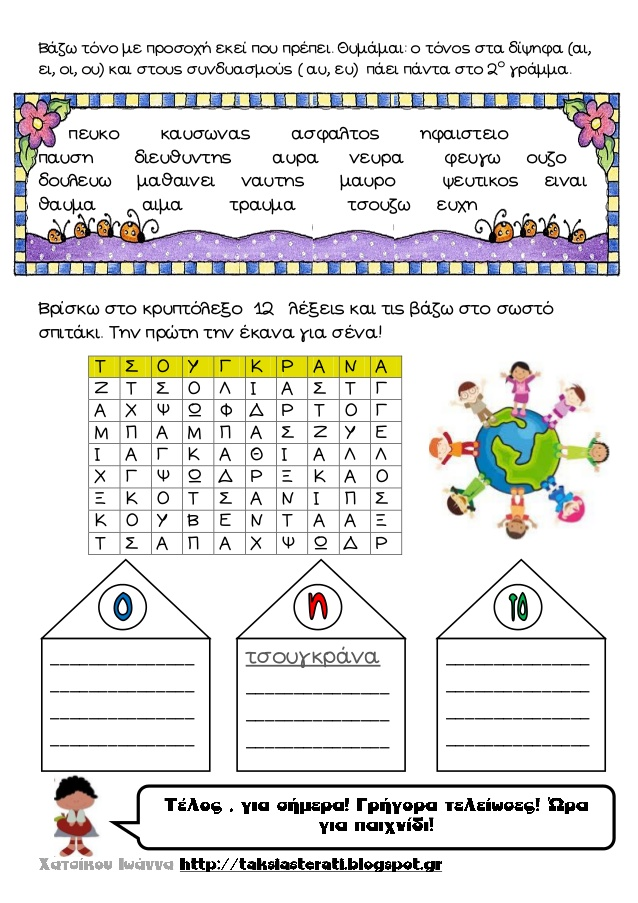 Βάζω τόνο με προσοχή εκεί που πρέπει. Θυμάμαι: ο τόνος στα δίψηφα (αι,
ει, οι, ου) και στους συνδυασμούς ( αυ, ευ) πάει πάντα στο 2ο γράμμα.
πευκο καυσωνας ασφαλτος ηφαιστειο
παυση διευθυντης αυρα νευρα φευγω ουζο
δουλευω μαθαινει ναυτης μαυρο ψευτικος ειναι
θαυμα αιμα τραυμα τσουζω ευχη
Βρίσκω στο κρυπτόλεξο 12 λέξεις και τις βάζω στο σωστό
σπιτάκι. Την πρώτη την έκανα για σένα!
Τ Σ Ο Υ Γ Κ Ρ Α Ν Α
Ζ Τ Σ Ο Λ Ι Α Σ Τ Γ
Α Χ Ψ Ω Φ Δ Ρ Τ Ο Γ
Μ Π Α Μ Π Α Σ Ζ Υ Ε
Ι Α Γ Κ Α Θ Ι Α Λ Λ
Χ Γ Ψ Ω Δ Ρ Ξ Κ Α Ο
Ξ Κ Ο Τ Σ Α Ν Ι Π Σ
Κ Ο Υ Β Ε Ν Τ Α Α Ξ
Τ Σ Α Π Α Χ Ψ Ω Δ Ρ
ο η το
τσουγκράνα
Τέλος , για σήμερα! Γρήγορα τελείωσες! Ώρα
για παιχνίδι!
Χατσίκου Ιωάννα http://taksiasterati.blogspot.gr